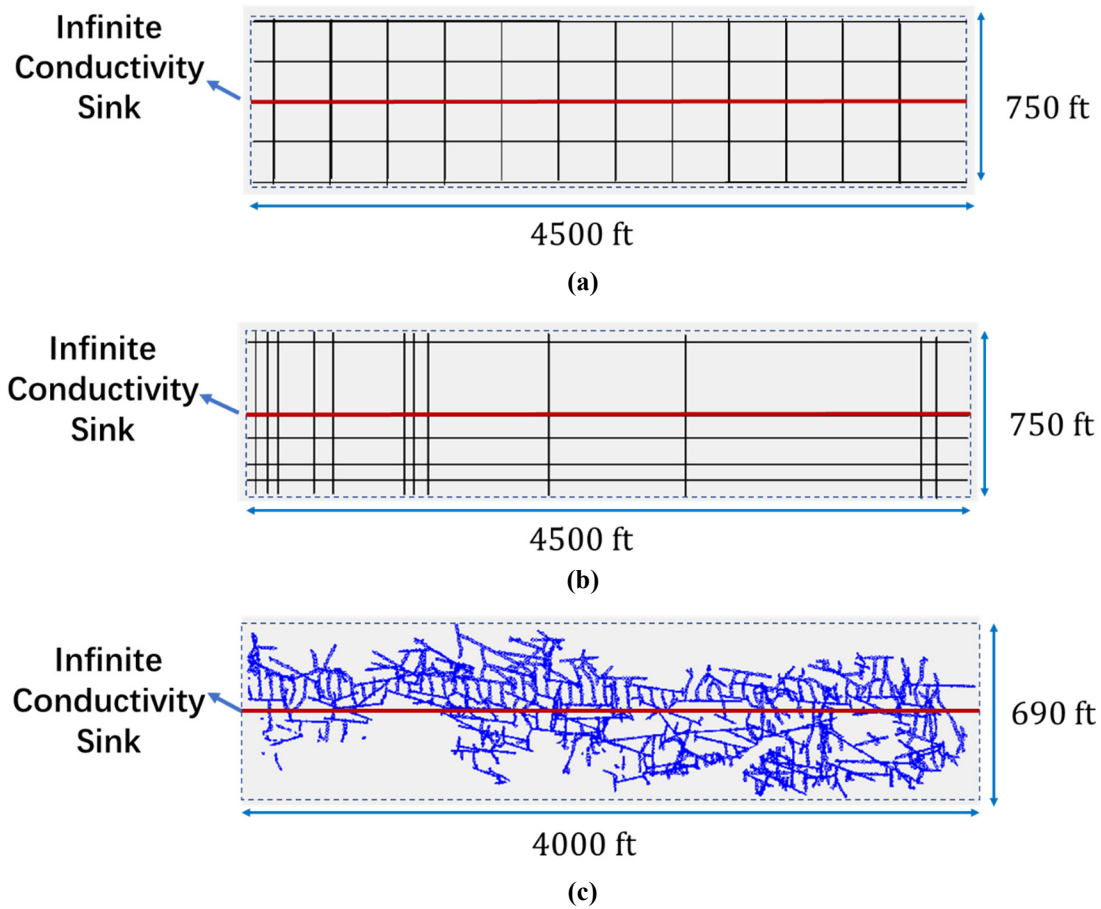 Infinite
Conductivity
Sink
750 ft
4500 ft
(a)
Infinite
Conductivity
Sink
750 ft
4500 ft
(b)
Infinite
Conductivity
Sink
690 ft
4000 ft
(c)